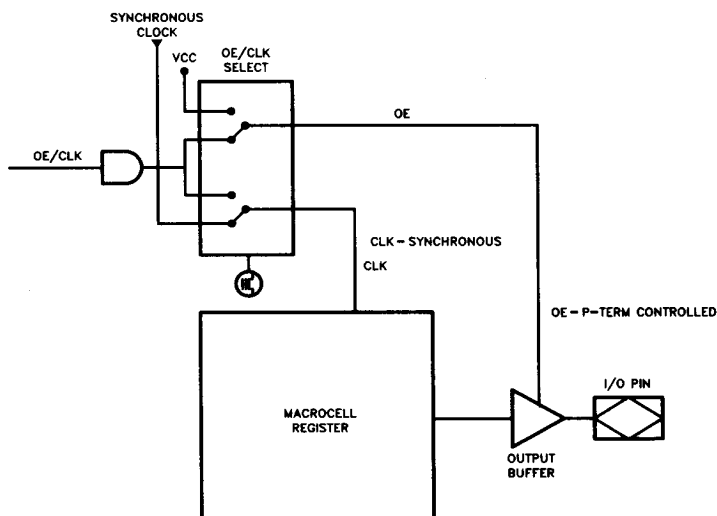 SYNCHRONOUS
CLOCK
VCC
OE/CLK
SELECT
OE
OE/CLK
CLK – SYNCHRONOUS
CLK
OE – P–TERM CONTROLLED
I/O PIN
MACROCELL
REGISTER
OUTPUT
BUFFER